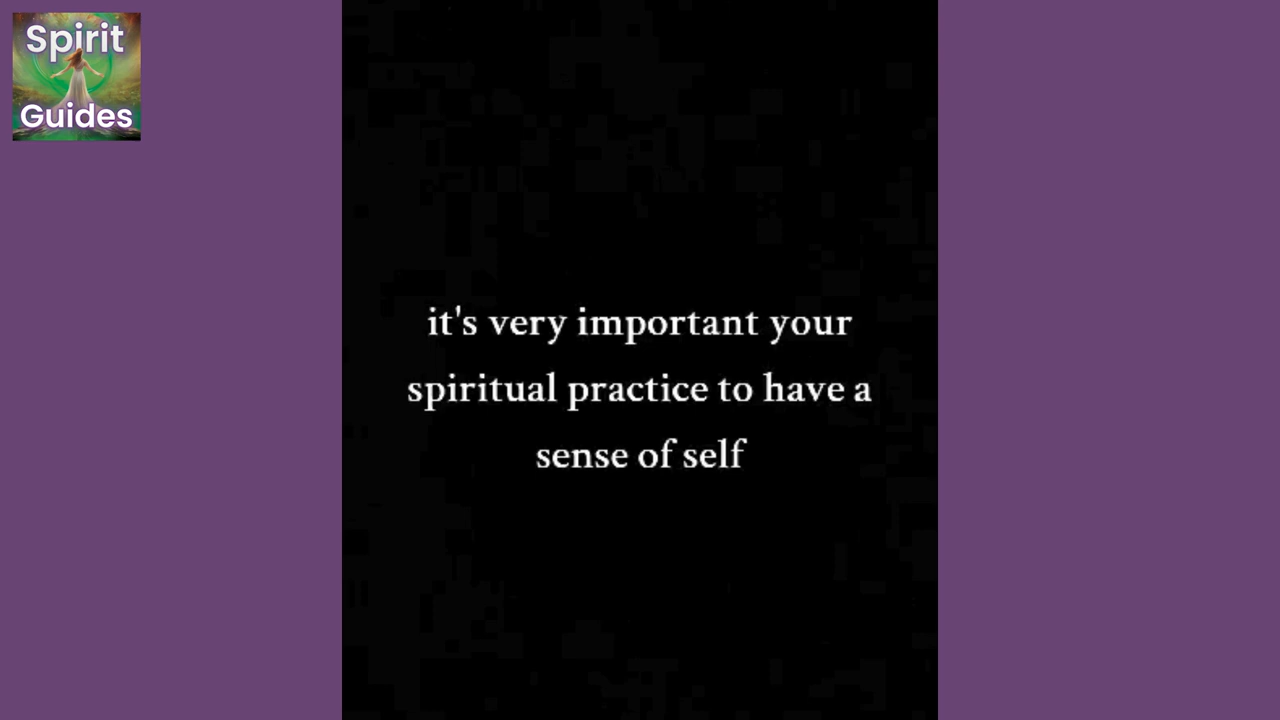 Spirit
Guides
it's very important your
spiritual practice to have a
sense of self